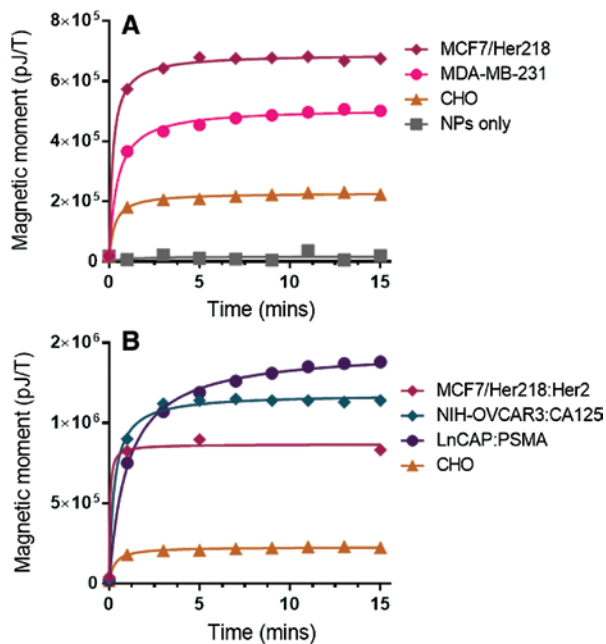 A
Magnetic moment (pJ/T)
8×10⁵
6×10⁵
4×10⁵
2×10⁵
0
0 5 10 15
Time (mins)
MCF7/Her218
MDA-MB-231
CHO
NPs only
B
Magnetic moment (pJ/T)
2×10⁶
1×10⁶
5×10⁵
0
0 5 10 15
Time (mins)
MCF7/Her218:Her2
NIH-OVCAR3:CA125
LnCAP:PSMA
CHO